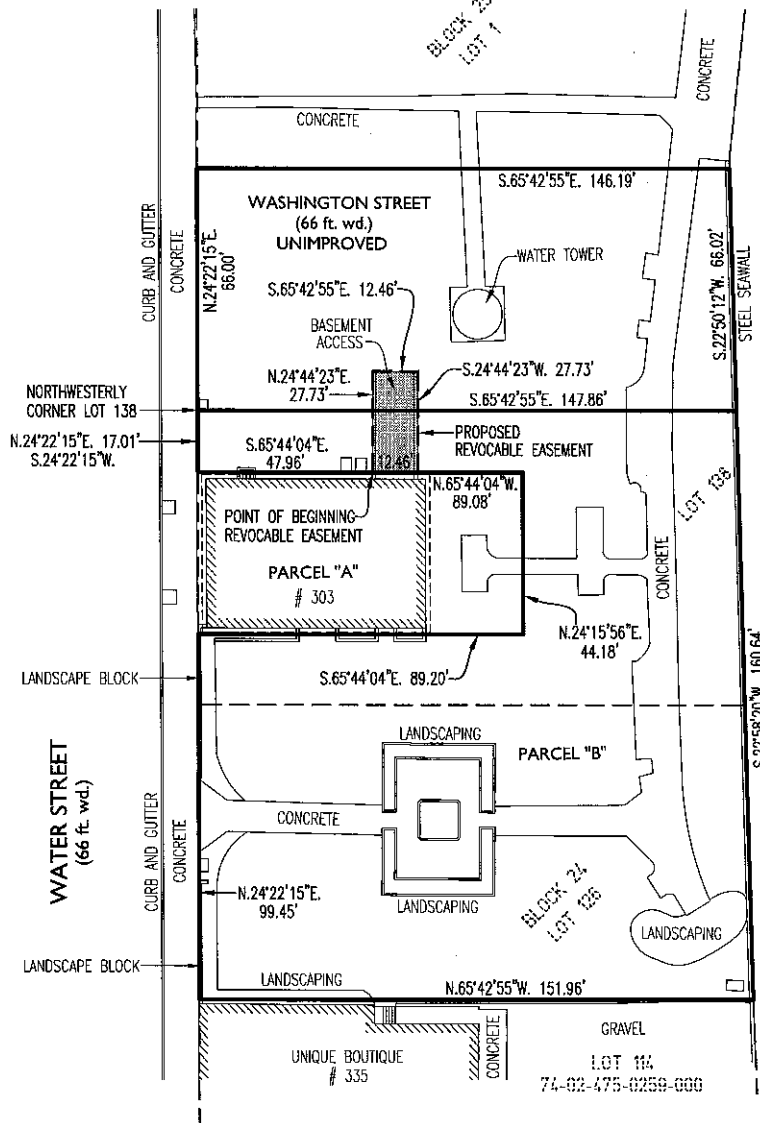 BLOCK 25
LOT 1
CONCRETE
CONCRETE
S.65°42'55"E. 146.19'
WASHINGTON STREET
(66 ft. wd.)
UNIMPROVED
CURB AND GUTTER
CONCRETE
N.24°22'15"E.
66.00'
WATER TOWER
S.22°50'12"W. 66.02'
STEEL SEAWALL
S.65°42'55"E. 12.46'
BASEMENT
ACCESS
N.24°44'23"E.
27.73'
S.24°44'23"W. 27.73'
NORTHWESTERLY
CORNER LOT 138
S.65°42'55"E. 147.86'
N.24°22'15"E. 17.01'
S.24°22'15"W.
S.65°44'04"E.
47.96'
12.46'
PROPOSED
REVOCABLE EASEMENT
N.65°44'04"W.
89.08'
LOT 138
POINT OF BEGINNING
REVOCABLE EASEMENT
PARCEL "A"
# 303
CONCRETE
N.24°15'56"E.
44.18'
LANDSCAPE BLOCK
S.65°44'04"E. 89.20'
S.22°58'20"W. 160.64'
LANDSCAPING
PARCEL "B"
WATER STREET
(66 ft. wd.)
CURB AND GUTTER
CONCRETE
CONCRETE
N.24°22'15"E.
99.45'
LANDSCAPING
BLOCK 24
LOT 126
LANDSCAPING
LANDSCAPE BLOCK
LANDSCAPING
N.65°42'55"W. 151.96'
UNIQUE BOUTIQUE
# 335
CONCRETE
GRAVEL
LOT 114
74-02-475-0259-000